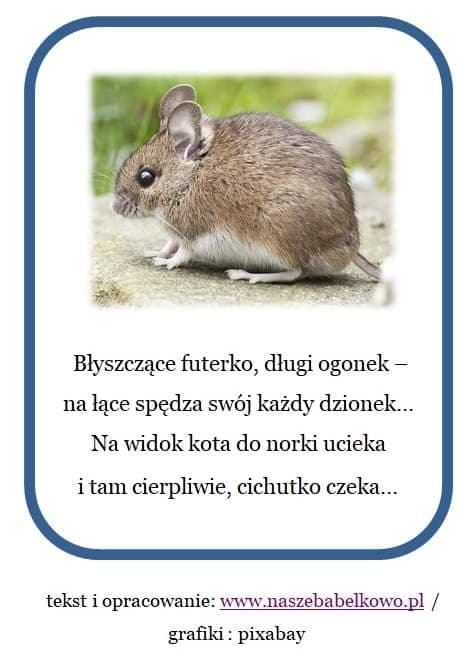 Błyszczące futerko, długi ogonek –
na łące spędza swój każdy dzionek...
Na widok kota do norki ucieka
i tam cierpliwie, cichutko czeka...
tekst i opracowanie: www.naszebabelkowo.pl /
grafiki : pixabay